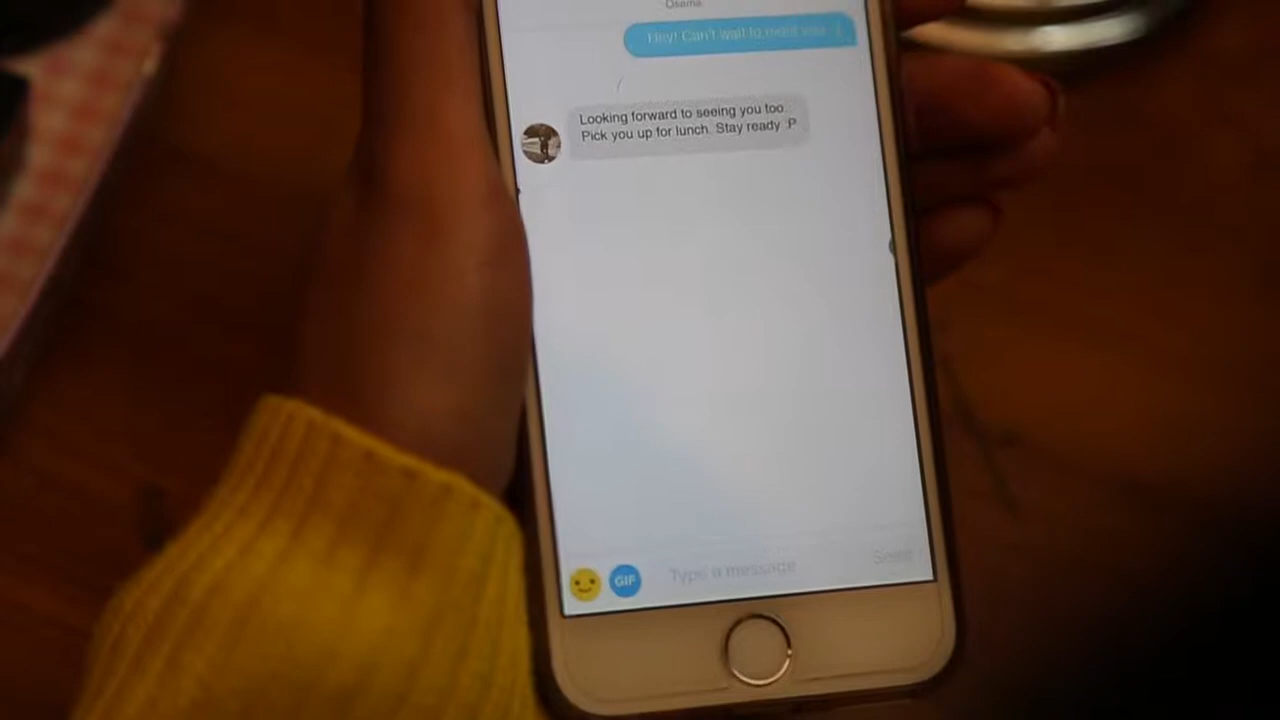 Osama
Hey! Can't wait to meet you
Looking forward to seeing you too.
Pick you up for lunch. Stay ready :P
GIF
Type a message
Send